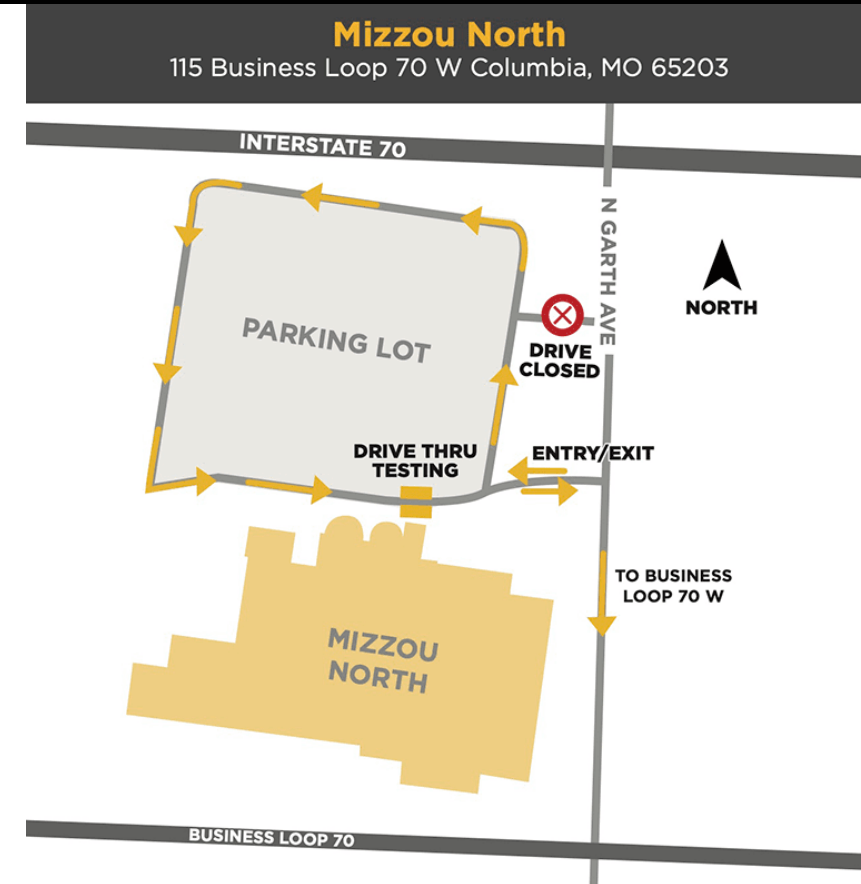 Mizzou North
115 Business Loop 70 W Columbia, MO 65203
INTERSTATE 70
N GARTH AVE
NORTH
PARKING LOT
DRIVE
CLOSED
DRIVE THRU
TESTING
ENTRY/EXIT
TO BUSINESS
LOOP 70 W
MIZZOU
NORTH
BUSINESS LOOP 70